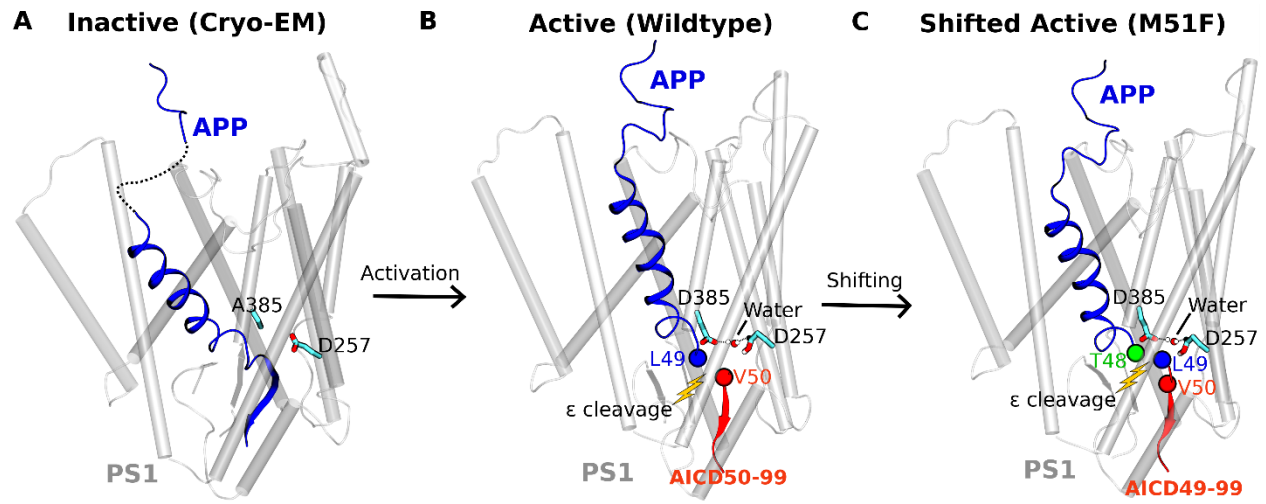 A Inactive (Cryo-EM)
APP
A385
D257
PS1
Activation
B Active (Wildtype)
APP
D385
Water
D257
L49
V50
ε cleavage
PS1
AICD50-99
Shifting
C Shifted Active (M51F)
APP
D385
Water
D257
T48
L49
V50
ε cleavage
PS1
AICD49-99